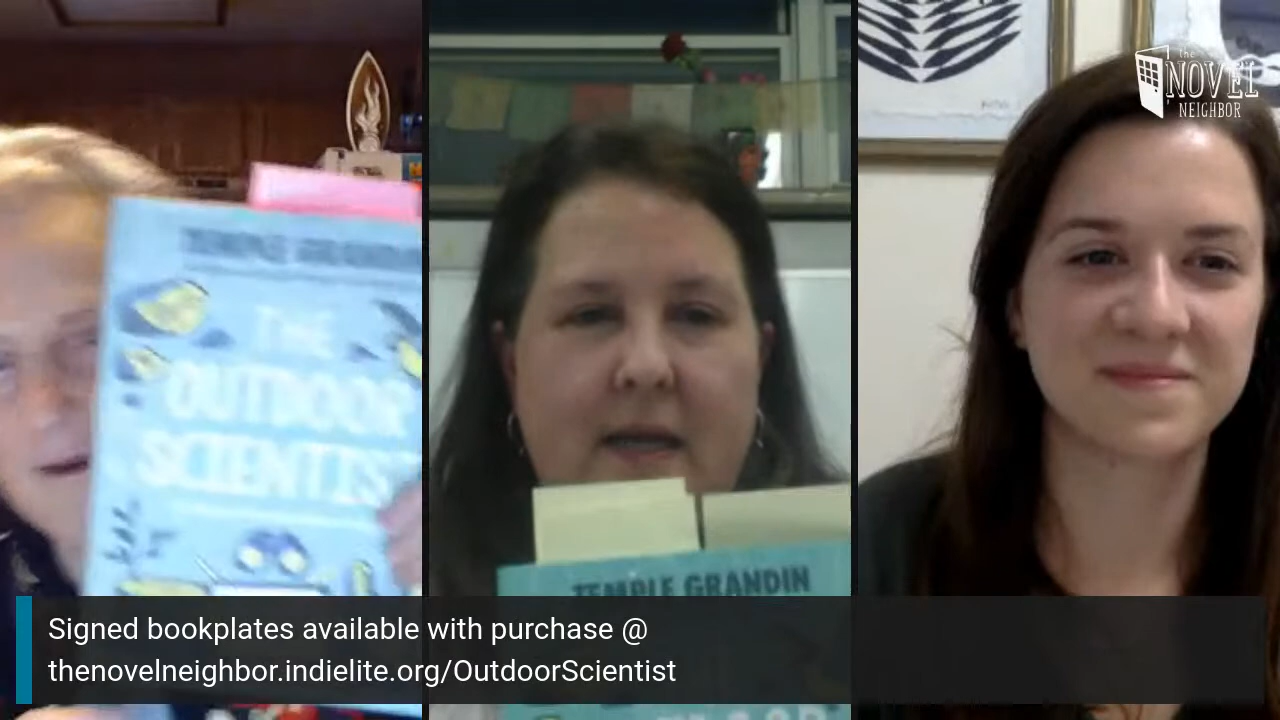 the
NOVEL
NEIGHBOR
TEMPLE GRANDIN
THE
OUTDOOR
SCIENTIST
TEMPLE GRANDIN
Signed bookplates available with purchase @
thenovelneighbor.indielite.org/OutdoorScientist